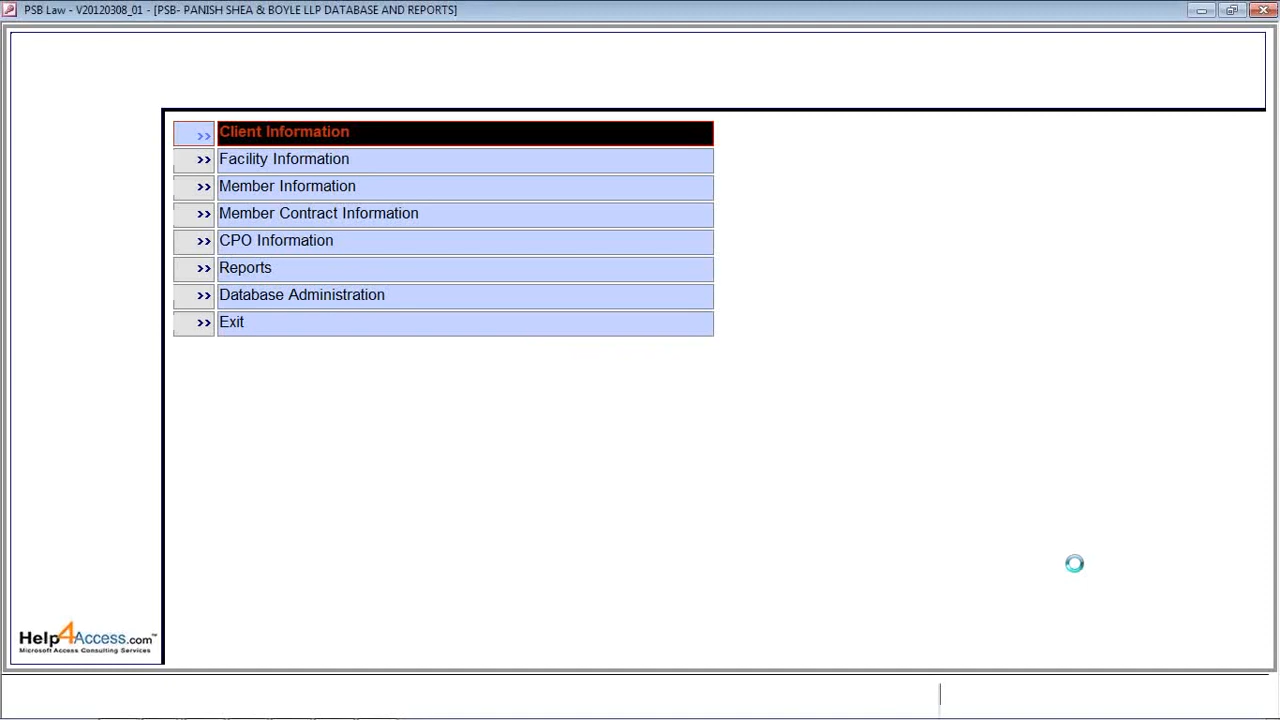 PSB Law - V20120308_01 - [PSB- PANISH SHEA & BOYLE LLP DATABASE AND REPORTS]
>> Client Information
>> Facility Information
>> Member Information
>> Member Contract Information
>> CPO Information
>> Reports
>> Database Administration
>> Exit
Help4Access.com™
Microsoft Access Consulting Services